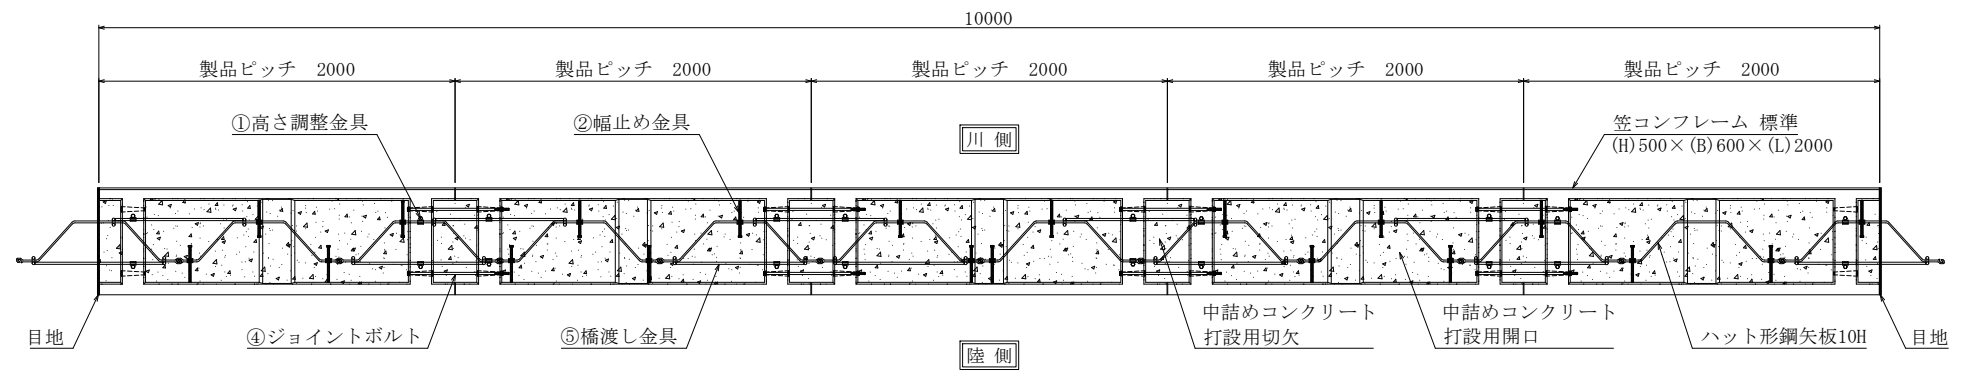 10000
製品ピッチ 2000
製品ピッチ 2000
製品ピッチ 2000
製品ピッチ 2000
製品ピッチ 2000
①高さ調整金具
②幅止め金具
川 側
笠コンフレーム 標準
(H)500×(B)600×(L)2000
目地
④ジョイントボルト
⑤橋渡し金具
陸 側
中詰めコンクリート
打設用切欠
中詰めコンクリート
打設用開口
ハット形鋼矢板10H
目地